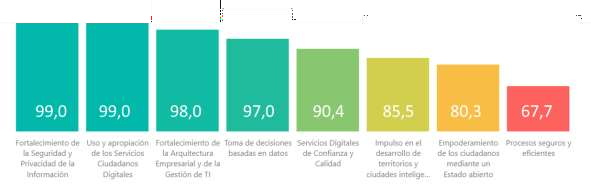 99,0
99,0
98,0
97,0
90,4
85,5
80,3
67,7
Fortalecimiento de
la Seguridad y
Privacidad de la
Información
Uso y apropiación
de los Servicios
Ciudadanos
Digitales
Fortalecimiento de
la Arquitectura
Empresarial y de la
Gestión de TI
Toma de decisiones
basadas en datos
Servicios Digitales
de Confianza y
Calidad
Impulso en el
desarrollo de
territorios y
ciudades intelige...
Empoderamiento
de los ciudadanos
mediante un
Estado abierto
Procesos seguros y
eficientes